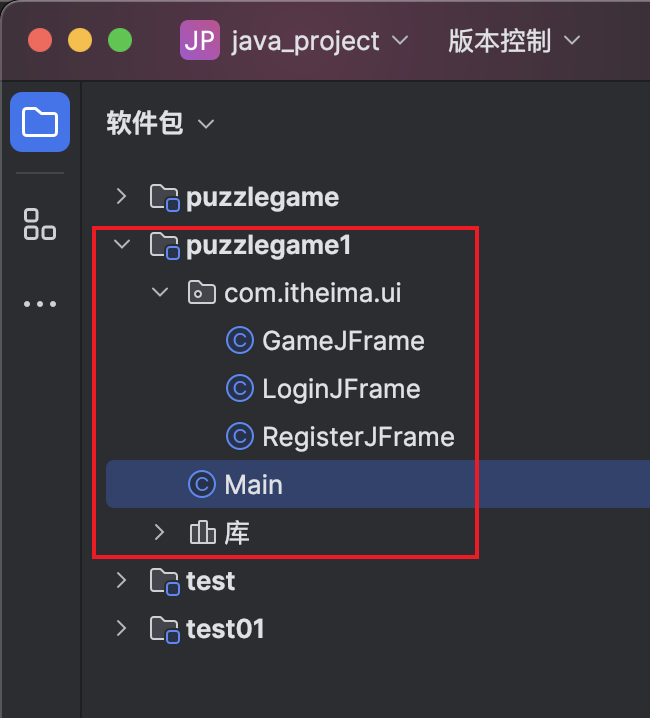 JP java_project 版本控制
软件包
puzzlegame
puzzlegame1
com.itheima.ui
C GameJFrame
C LoginJFrame
C RegisterJFrame
C Main
库
test
test01